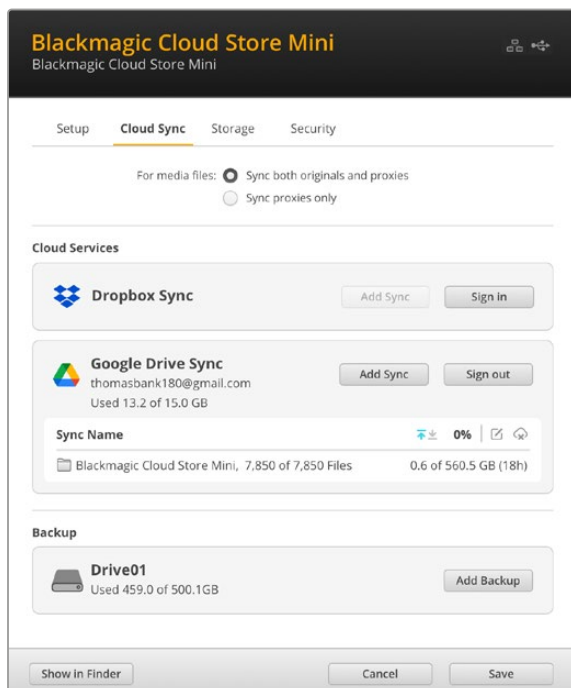 Blackmagic Cloud Store Mini
Blackmagic Cloud Store Mini
Setup Cloud Sync Storage Security
For media files: Sync both originals and proxies
Sync proxies only
Cloud Services
Dropbox Sync Add Sync Sign in
Google Drive Sync
thomasbank180@gmail.com
Used 13.2 of 15.0 GB
Add Sync Sign out
Sync Name 0%
Blackmagic Cloud Store Mini, 7,850 of 7,850 Files 0.6 of 560.5 GB (18h)
Backup
Drive01
Used 459.0 of 500.1GB
Add Backup
Show in Finder Cancel Save